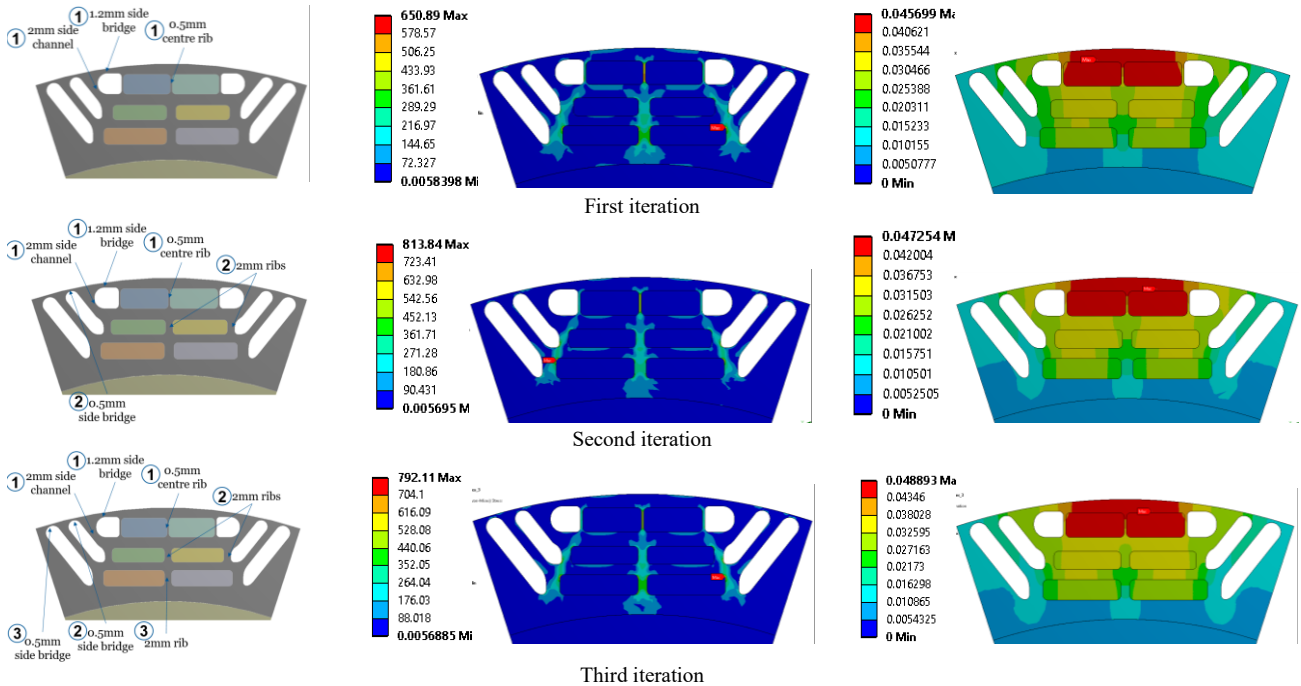 1
1.2mm side
bridge
1
2mm side
channel
1
0.5mm
centre rib
650.89 Max
578.57
506.25
433.93
361.61
289.29
216.97
144.65
72.327
0.0058398 Mi
0.045699 Ma
0.040621
0.035544
0.030466
0.025388
0.020311
0.015233
0.010155
0.0050777
0 Min
First iteration
1
1.2mm side
bridge
1
2mm side
channel
1
0.5mm
centre rib
2
2mm ribs
2
0.5mm
side bridge
813.84 Max
723.41
632.98
542.56
452.13
361.71
271.28
180.86
90.431
0.005695 M
0.047254 M
0.042004
0.036753
0.031503
0.026252
0.021002
0.015751
0.010501
0.0052505
0 Min
Second iteration
1
1.2mm side
bridge
1
2mm side
channel
1
0.5mm
centre rib
2
2mm ribs
3
0.5mm
side bridge
2
0.5mm
side bridge
3
2mm rib
792.11 Max
704.1
616.09
528.08
440.06
352.05
264.04
176.03
88.018
0.0056885 Mi
0.048893 Ma
0.04346
0.038028
0.032595
0.027163
0.02173
0.016298
0.010865
0.0054325
0 Min
Third iteration